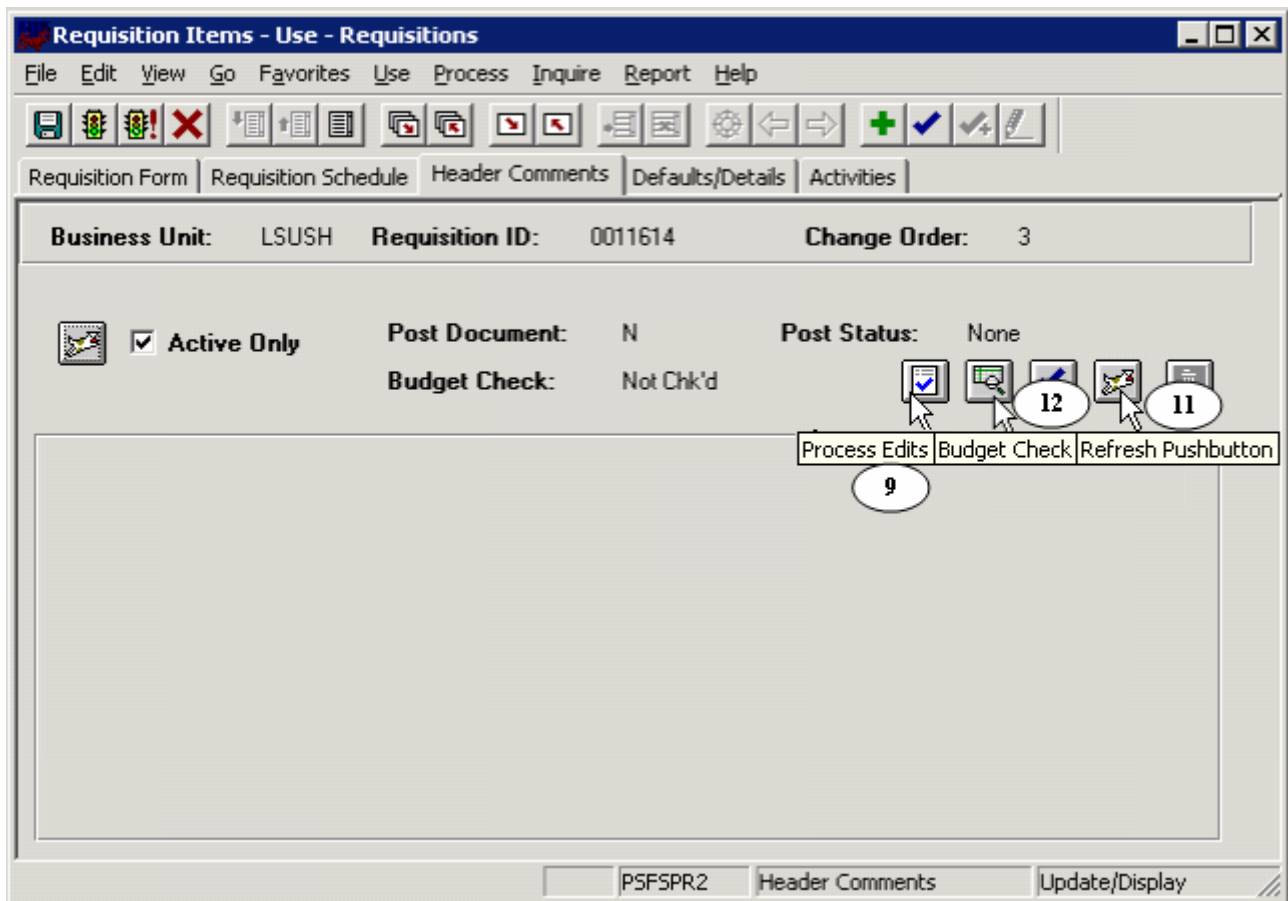 Requisition Items - Use - Requisitions
File Edit View Go Favorites Use Process Inquire Report Help
Requisition Form Requisition Schedule Header Comments Defaults/Details Activities
Business Unit: LSUSH Requisition ID: 0011614 Change Order: 3
Active Only Post Document: N Post Status: None
Budget Check: Not Chk'd
12 11
Process Edits Budget Check Refresh Pushbutton
9
PSFSPR2 Header Comments Update/Display